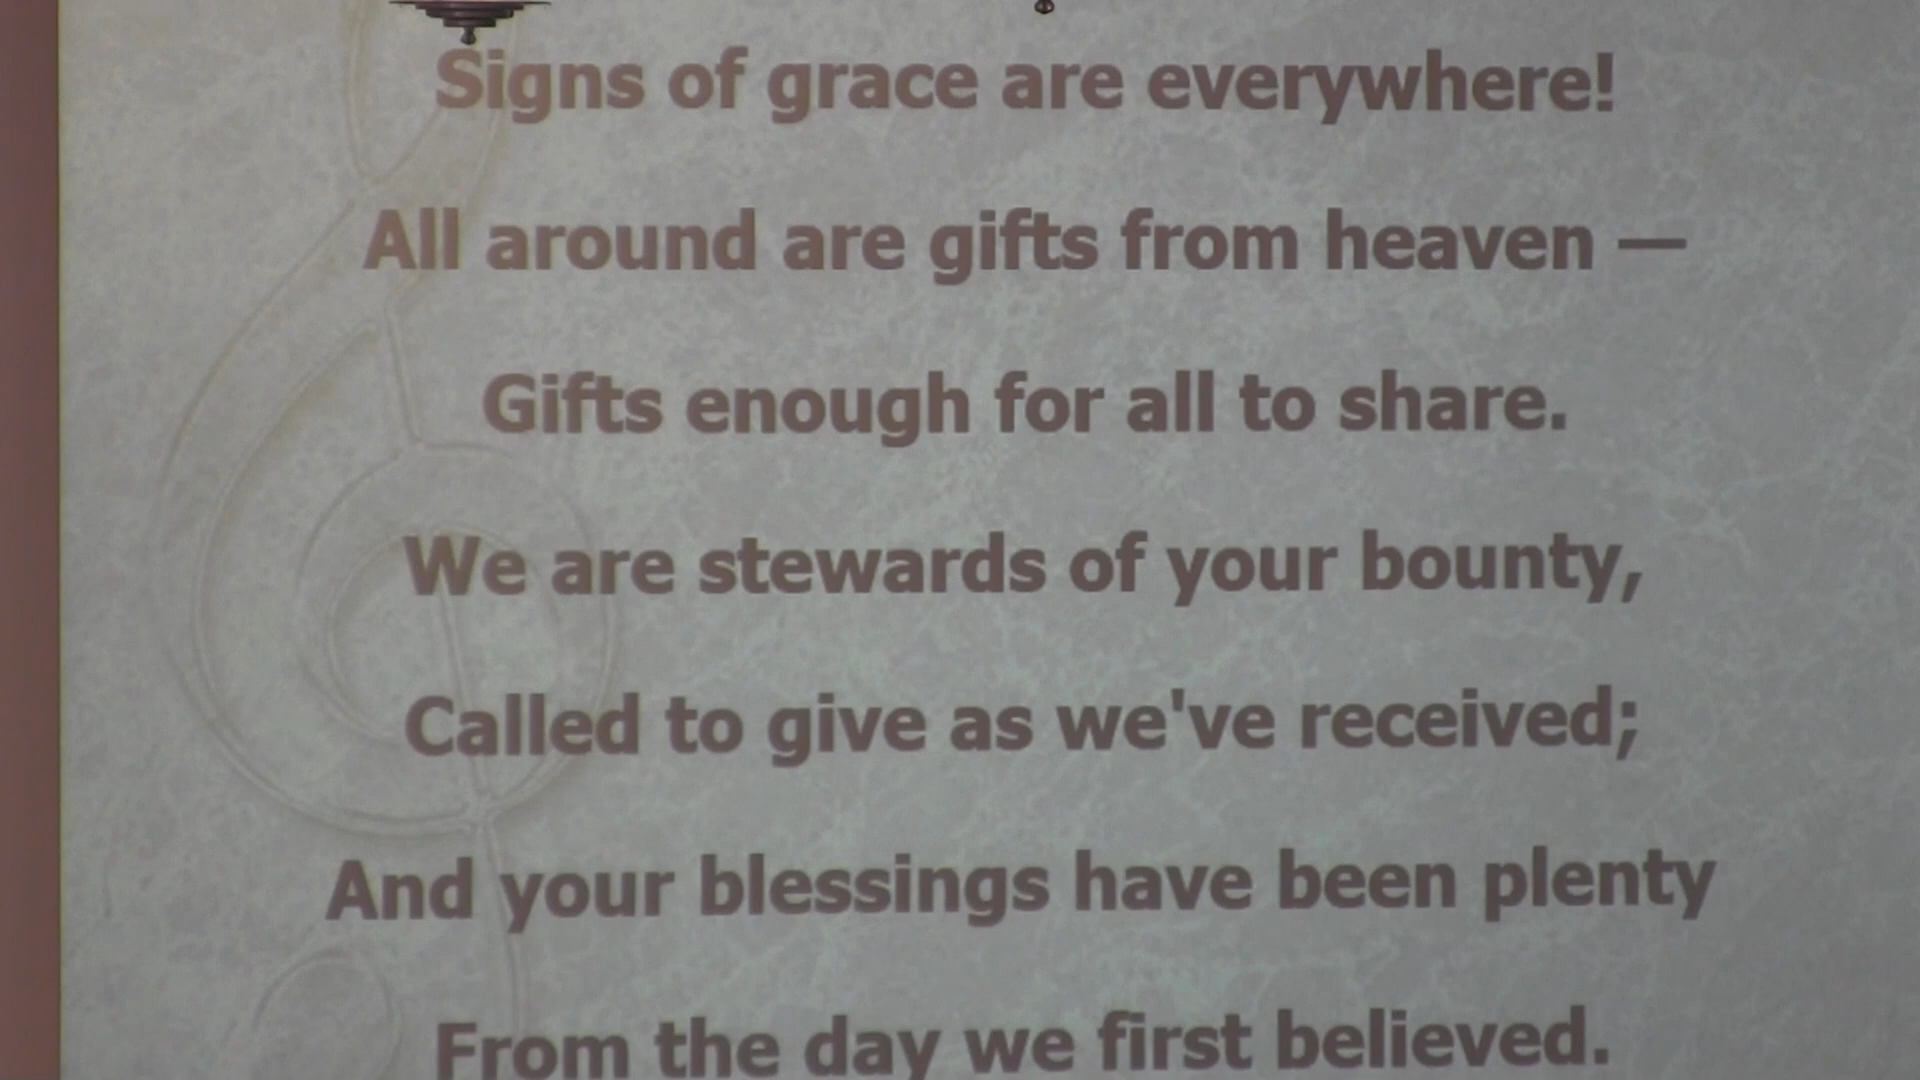 Signs of grace are everywhere!
All around are gifts from heaven —
Gifts enough for all to share.
We are stewards of your bounty,
Called to give as we've received;
And your blessings have been plenty
From the day we first believed.